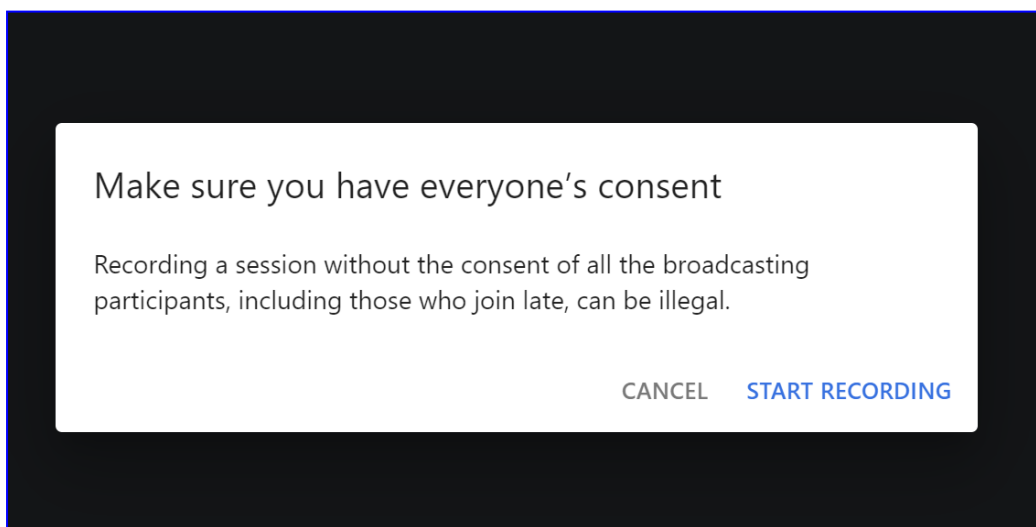 Make sure you have everyone’s consent
Recording a session without the consent of all the broadcasting
participants, including those who join late, can be illegal.
CANCEL START RECORDING